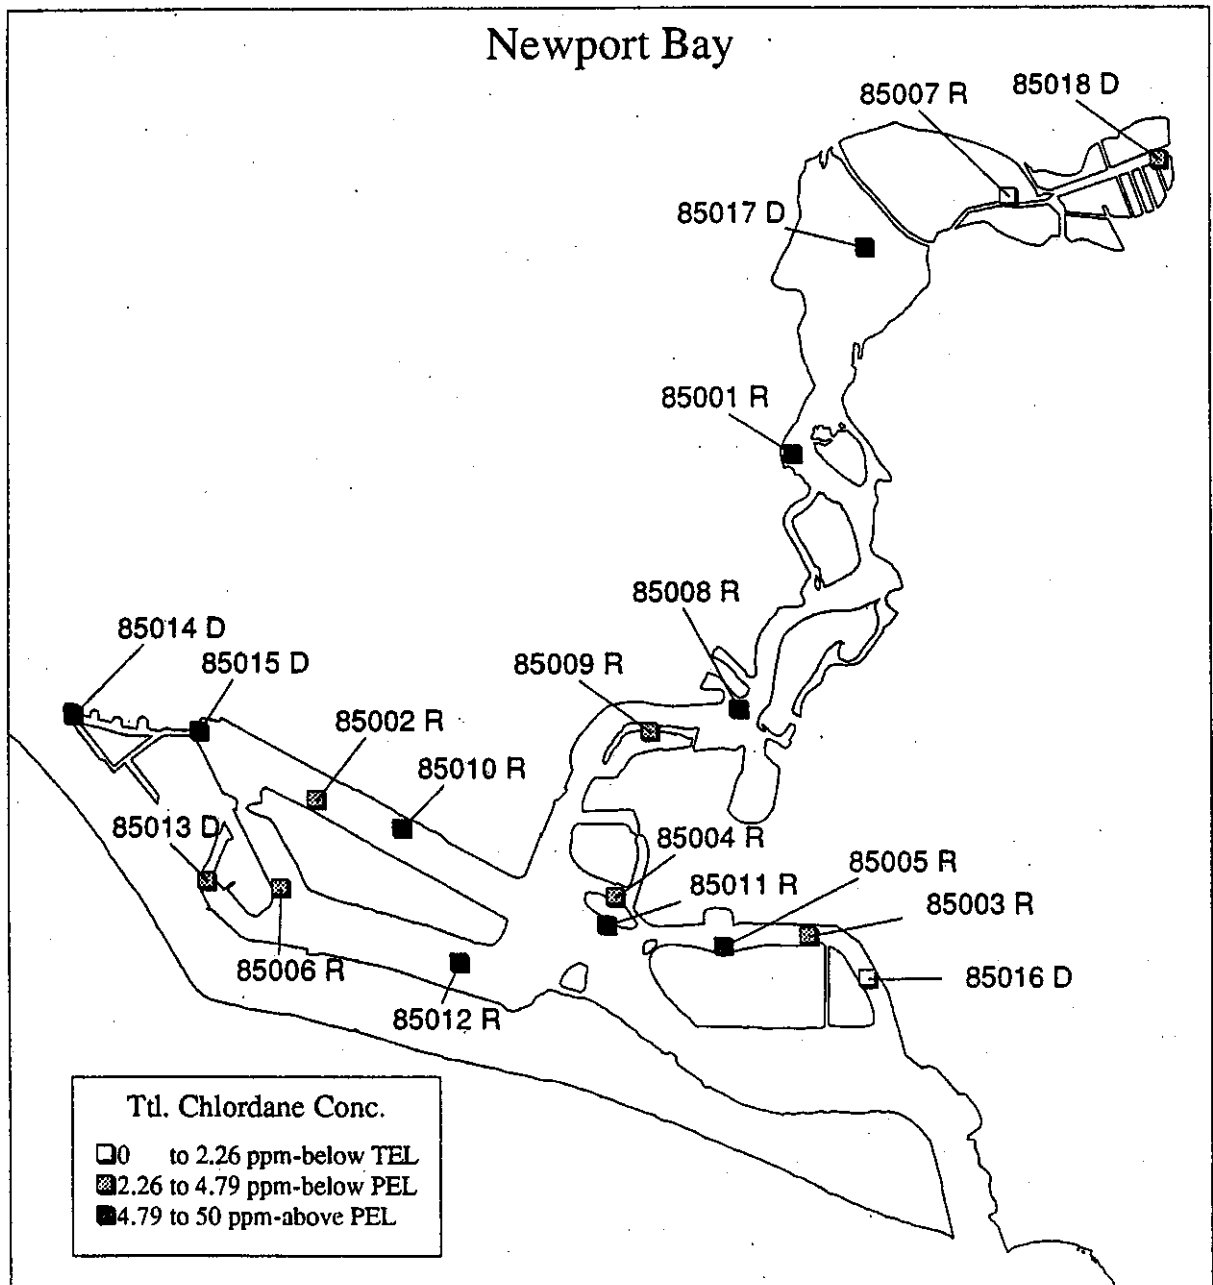 Newport Bay
85018 D
85007 R
85017 D
85001 R
85008 R
85014 D
85015 D
85009 R
85002 R
85010 R
85013 D
85004 R
85005 R
85011 R
85003 R
85006 R
85016 D
85012 R
Ttl. Chlordane Conc.
0 to 2.26 ppm-below TEL
2.26 to 4.79 ppm-below PEL
4.79 to 50 ppm-above PEL